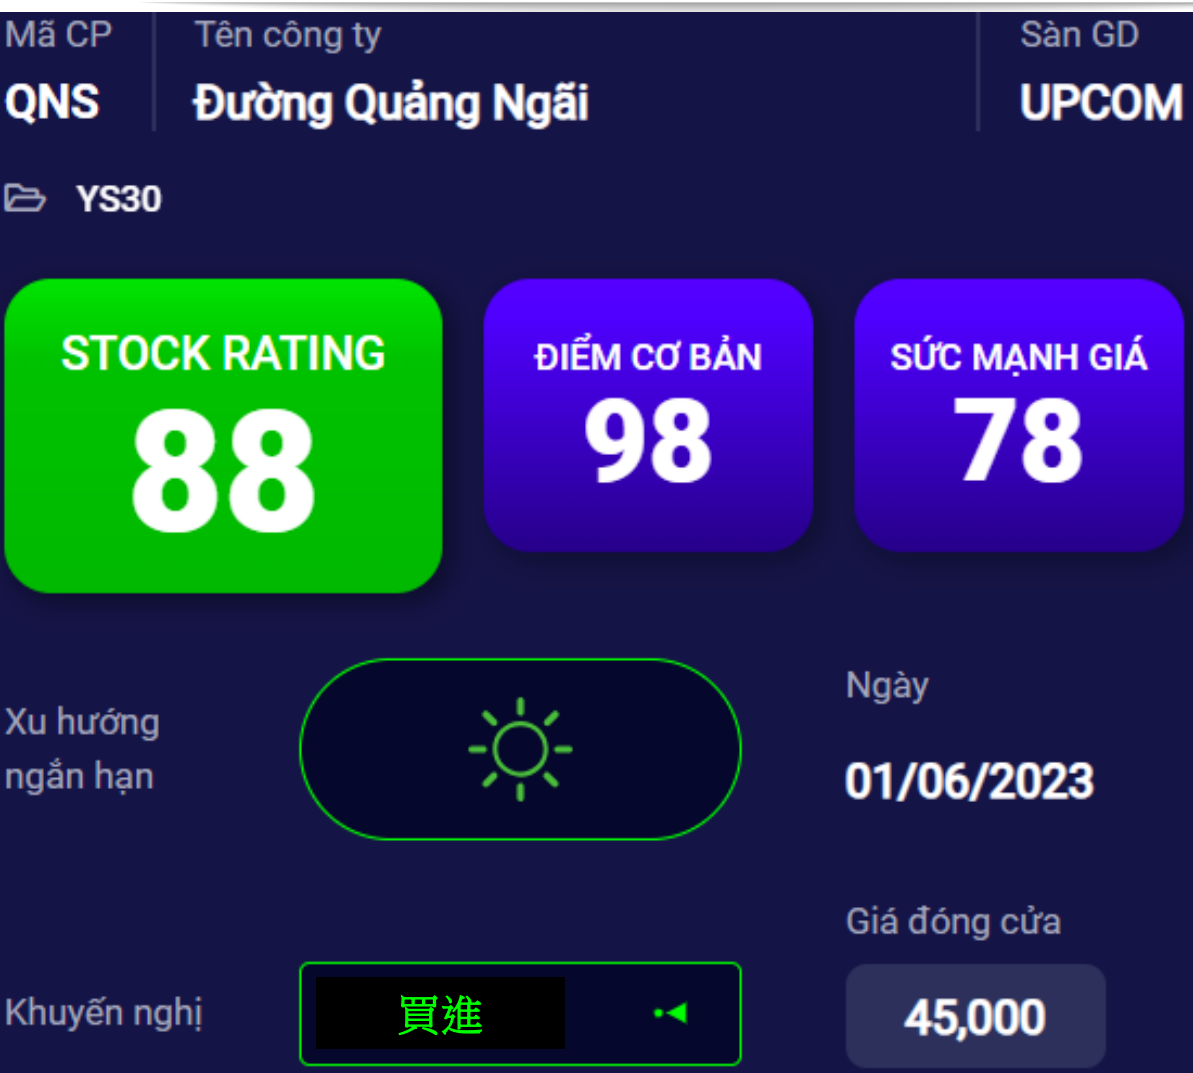 Mã CP
Tên công ty
Sàn GD
QNS
Đường Quảng Ngãi
UPCOM
YS30
STOCK RATING
88
ĐIỂM CƠ BẢN
98
SỨC MẠNH GIÁ
78
Xu hướng
ngắn hạn
Ngày
01/06/2023
Giá đóng cửa
Khuyến nghị
買進
45,000